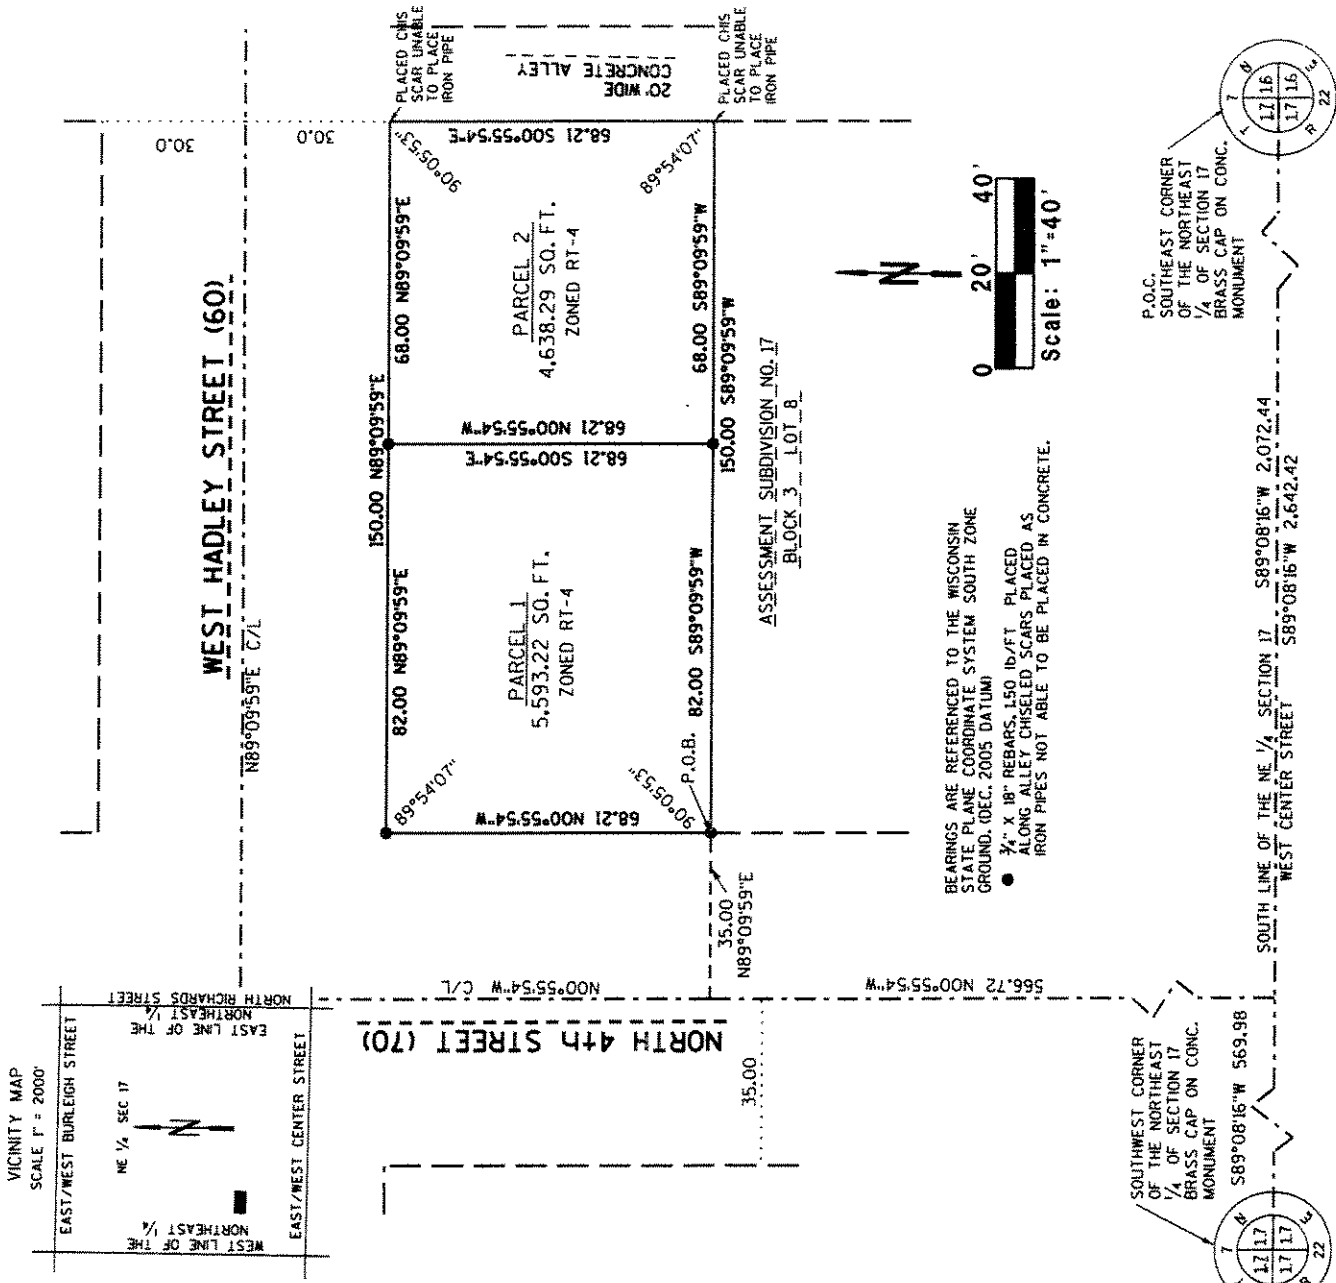 VICINITY MAP
SCALE 1" = 2000'
EAST/WEST BURLEIGH STREET
NE 1/4 SEC 17
N
WEST LINE OF THE
NORTHEAST 1/4
EAST LINE OF THE
NORTHEAST 1/4
NORTH RICHARDS STREET
EAST/WEST CENTER STREET
WEST HADLEY STREET (60)
N89°09'59"E C/L
30.0
30.0
PLACED CHIS
SCAR UNABLE
TO PLACE
IRON PIPE
20' WIDE
CONCRETE ALLEY
PLACED CHIS
SCAR UNABLE
TO PLACE
IRON PIPE
150.00 N89°09'59"E
82.00 N89°09'59"E
68.00 N89°09'59"E
89°54'07"
90°05'53"
PARCEL 1
5,593.22 SQ. FT.
ZONED RT-4
PARCEL 2
4,638.29 SQ. FT.
ZONED RT-4
68.21 N00°55'54"W
68.21 S00°55'54"E
68.21 N00°55'54"W
68.21 S00°55'54"E
90°05'53"
89°54'07"
P.O.B.
82.00 S89°09'59"W
68.00 S89°09'59"W
150.00 S89°09'59"W
35.00
N89°09'59"E
NORTH 4th STREET (70)
N00°55'54"W C/L
35.00
566.72 N00°55'54"W
ASSESSMENT SUBDIVISION NO. 17
BLOCK 3 LOT 8
N
0 20' 40'
Scale: 1"=40'
BEARINGS ARE REFERENCED TO THE WISCONSIN
STATE PLANE COORDINATE SYSTEM SOUTH ZONE
GROUND. (DEC. 2005 DATUM)
● 3/4" X 18" REBARS, 1.50 lb/FT PLACED
ALONG ALLEY CHISELED SCARS PLACED AS
IRON PIPES NOT ABLE TO BE PLACED IN CONCRETE.
P.O.C.
SOUTHEAST CORNER
OF THE NORTHEAST
1/4 OF SECTION 17
BRASS CAP ON CONC.
MONUMENT
T 7 N
17 16
17 16
R 22 E
SOUTHWEST CORNER
OF THE NORTHEAST
1/4 OF SECTION 17
BRASS CAP ON CONC.
MONUMENT
7 N
17 17
17 17
R 22 E
S89°08'16"W 569.98
SOUTH LINE OF THE NE 1/4 SECTION 17 S89°08'16"W 2,072.44
WEST CENTER STREET S89°08'16"W 2,642.42